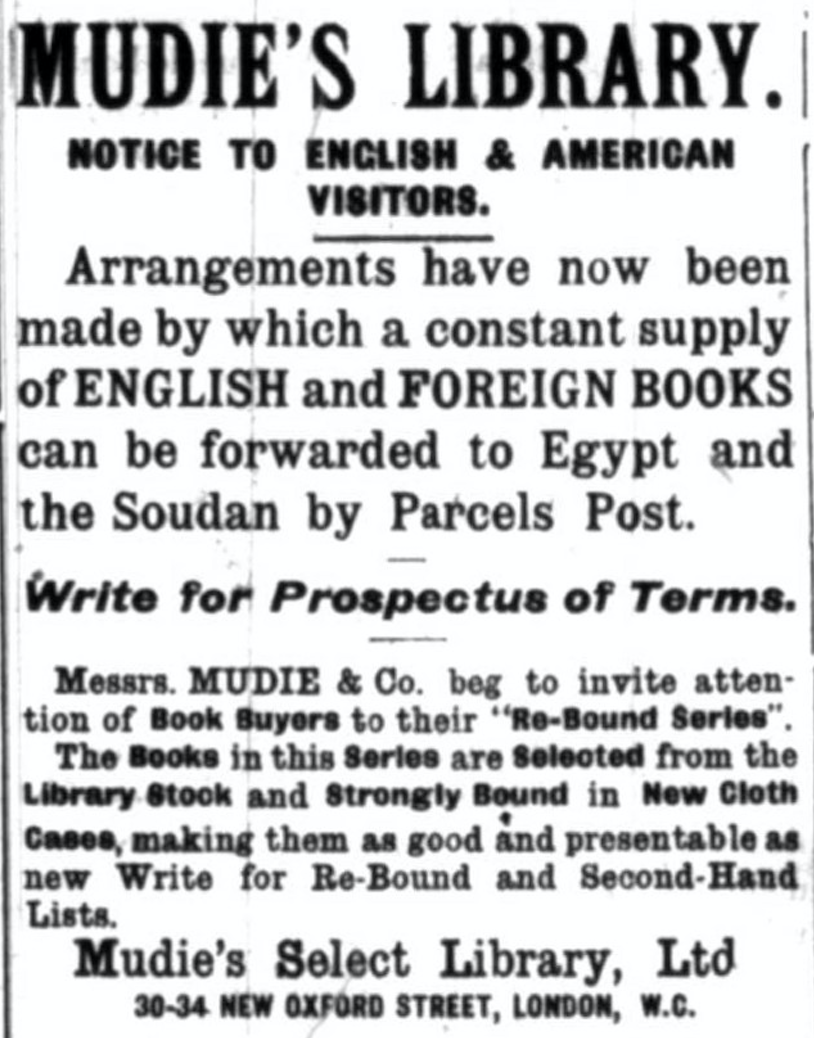 MUDIE'S LIBRARY.
NOTICE TO ENGLISH & AMERICAN
VISITORS.
Arrangements have now been
made by which a constant supply
of ENGLISH and FOREIGN BOOKS
can be forwarded to Egypt and
the Soudan by Parcels Post.
Write for Prospectus of Terms.
Messrs. MUDIE & Co. beg to invite atten-
tion of Book Buyers to their "Re-Bound Series".
The Books in this Series are Selected from the
Library Stock and Strongly Bound in New Cloth
Cases, making them as good and presentable as
new Write for Re-Bound and Second-Hand
Lists.
Mudie's Select Library, Ltd
30-34 NEW OXFORD STREET, LONDON, W.C.